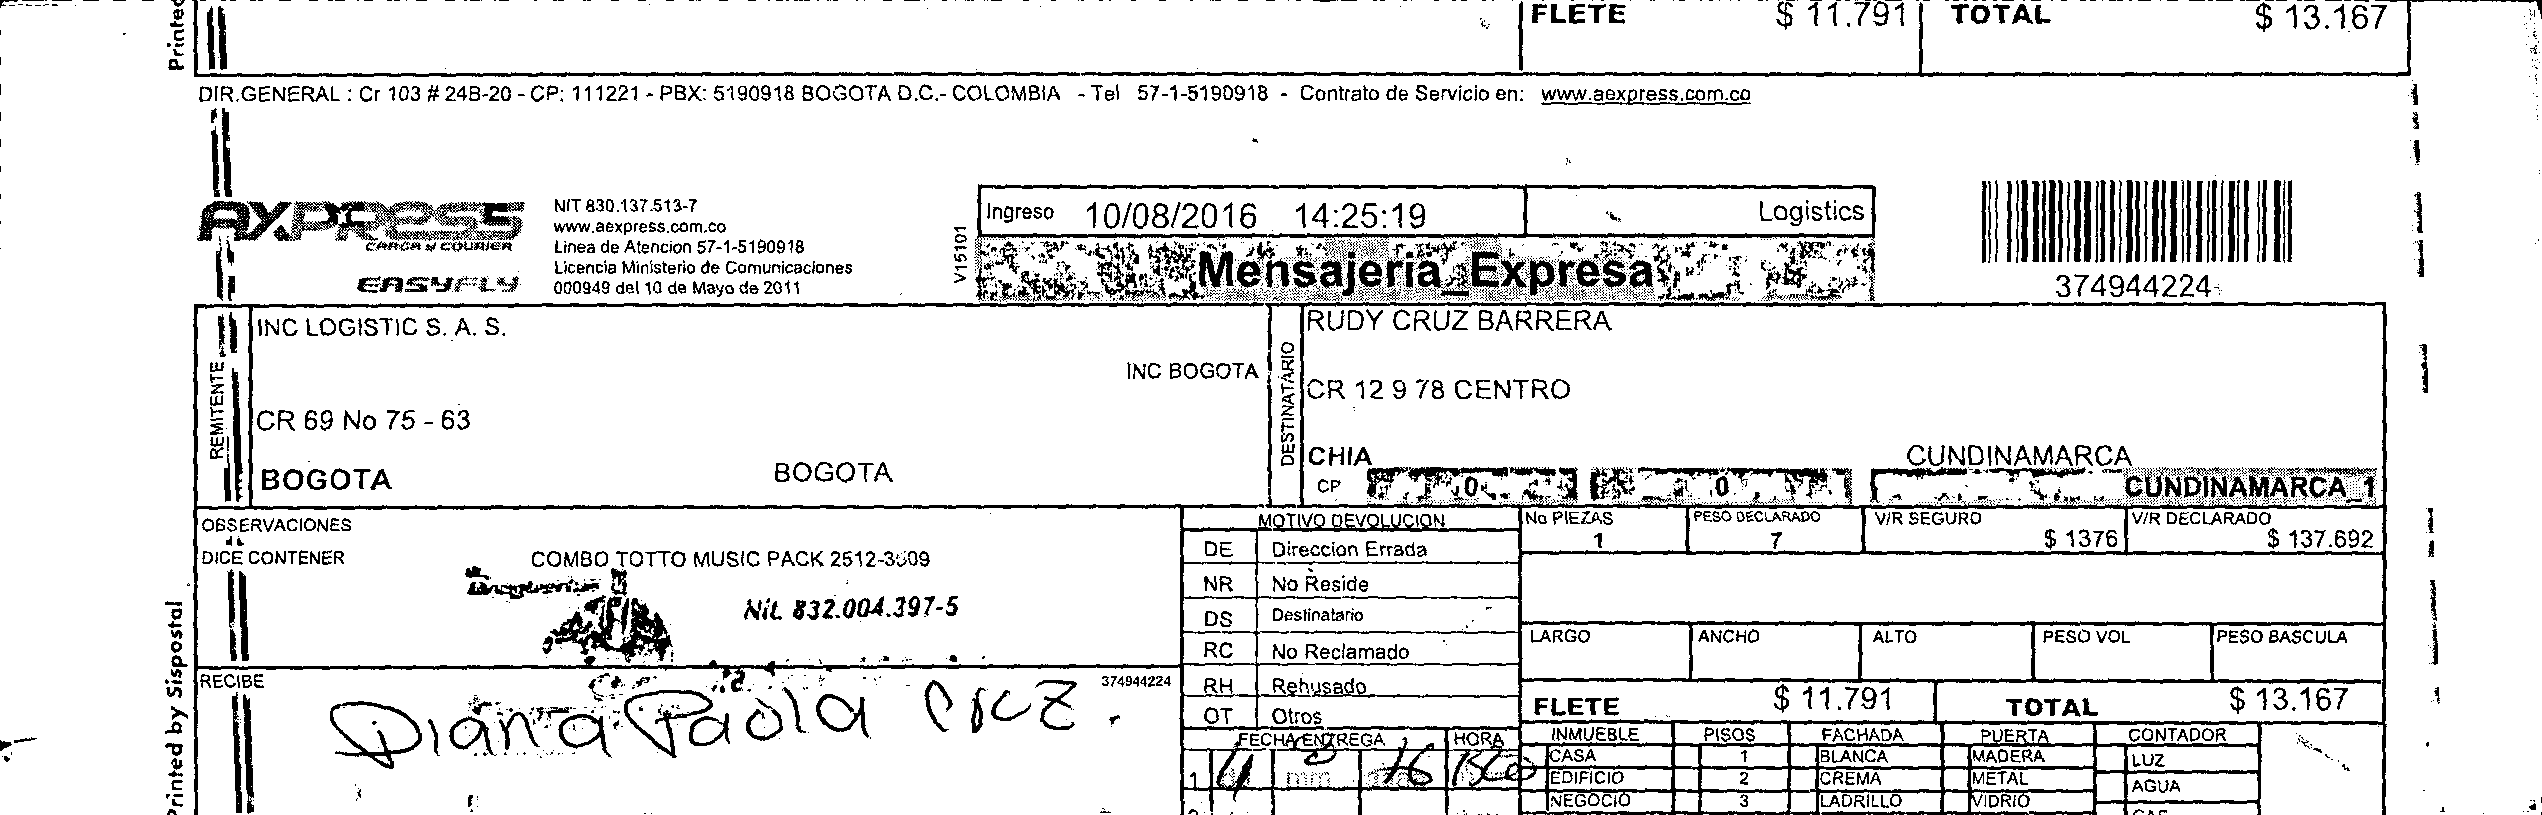 Printed
FLETE $ 11.791 TOTAL $ 13.167
DIR.GENERAL : Cr 103 # 24B-20 - CP: 111221 - PBX: 5190918 BOGOTA D.C.- COLOMBIA - Tel 57-1-5190918 - Contrato de Servicio en: www.aexpress.com.co
AXPRESS
CARGA Y COURIER
EASYFLY
NIT 830.137.513-7
www.aexpress.com.co
Linea de Atencion 57-1-5190918
Licencia Ministerio de Comunicaciones
000949 del 10 de Mayo de 2011
V15101
Ingreso 10/08/2016 14:25:19 Logistics
Mensajeria_Expresa
374944224
REMITENTE
INC LOGISTIC S. A. S.
INC BOGOTA
CR 69 No 75 - 63
BOGOTA BOGOTA
DESTINATARIO
RUDY CRUZ BARRERA
CR 12 9 78 CENTRO
CHIA CUNDINAMARCA
CP 0 0 CUNDINAMARCA_1
OBSERVACIONES
DICE CONTENER COMBO TOTTO MUSIC PACK 2512-3609
Nit. 832.004.397-5
MOTIVO DEVOLUCION
DE Direccion Errada
NR No Reside
DS Destinatario
RC No Reclamado
RH Rehusado
OT Otros
No PIEZAS PESO DECLARADO V/R SEGURO V/R DECLARADO
1 7 $ 1376 $ 137.692
LARGO ANCHO ALTO PESO VOL PESO BASCULA
FLETE $ 11.791 TOTAL $ 13.167
Printed by Sispostal
RECIBE 374944224
Diana Paola Cruz.
FECHA ENTREGA HORA
1 mm 16
INMUEBLE PISOS FACHADA PUERTA CONTADOR
CASA 1 BLANCA MADERA LUZ
EDIFICIO 2 CREMA METAL AGUA
NEGOCIO 3 LADRILLO VIDRIO